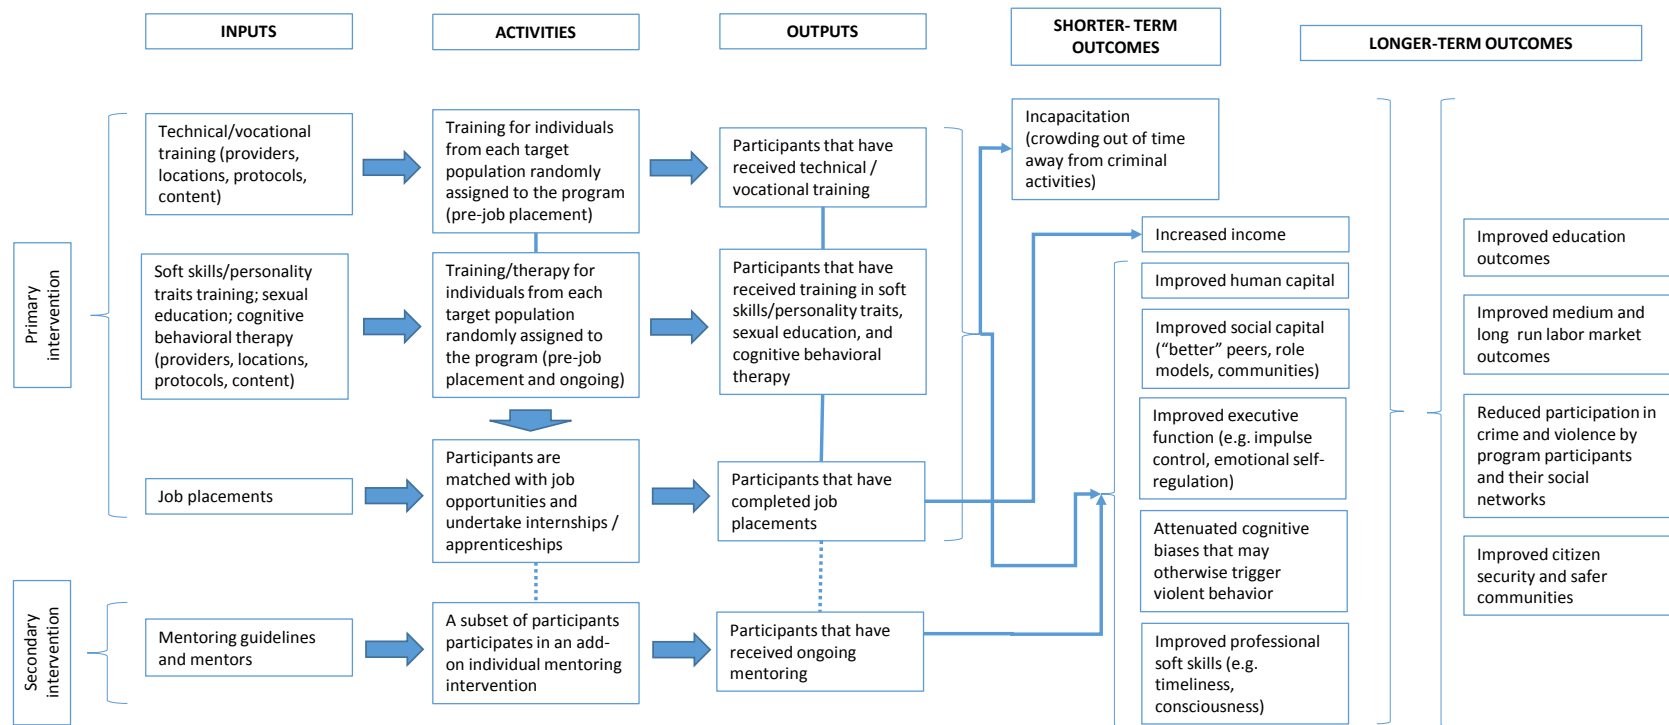 INPUTS
ACTIVITIES
OUTPUTS
SHORTER- TERM
OUTCOMES
LONGER-TERM OUTCOMES
Primary
intervention
Technical/vocational
training (providers,
locations, protocols,
content)
Training for individuals
from each target
population randomly
assigned to the program
(pre-job placement)
Participants that have
received technical /
vocational training
Incapacitation
(crowding out of time
away from criminal
activities)
Soft skills/personality
traits training; sexual
education; cognitive
behavioral therapy
(providers, locations,
protocols, content)
Training/therapy for
individuals from each
target population
randomly assigned to
the program (pre-job
placement and ongoing)
Participants that have
received training in soft
skills/personality traits,
sexual education, and
cognitive behavioral
therapy
Increased income
Improved human capital
Improved social capital
(“better” peers, role
models, communities)
Job placements
Participants are
matched with job
opportunities and
undertake internships /
apprenticeships
Participants that have
completed job
placements
Improved executive
function (e.g. impulse
control, emotional self-
regulation)
Attenuated cognitive
biases that may
otherwise trigger
violent behavior
Secondary
intervention
Mentoring guidelines
and mentors
A subset of participants
participates in an add-
on individual mentoring
intervention
Participants that have
received ongoing
mentoring
Improved professional
soft skills (e.g.
timeliness,
consciousness)
Improved education
outcomes
Improved medium and
long  run labor market
outcomes
Reduced participation in
crime and violence by
program participants
and their social
networks
Improved citizen
security and safer
communities